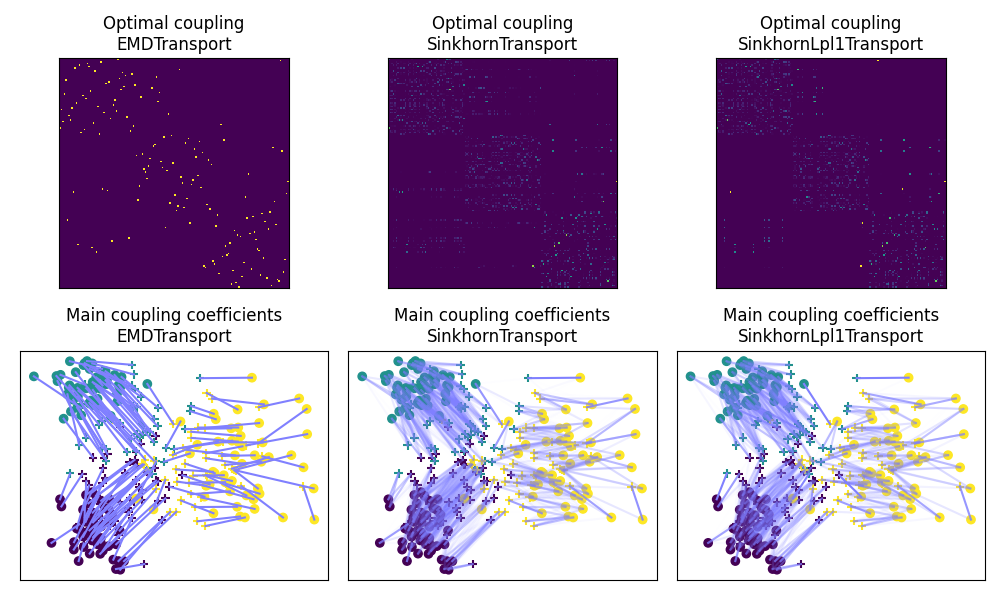 Optimal coupling
EMDTransport
Optimal coupling
SinkhornTransport
Optimal coupling
SinkhornLpl1Transport
Main coupling coefficients
EMDTransport
Main coupling coefficients
SinkhornTransport
Main coupling coefficients
SinkhornLpl1Transport